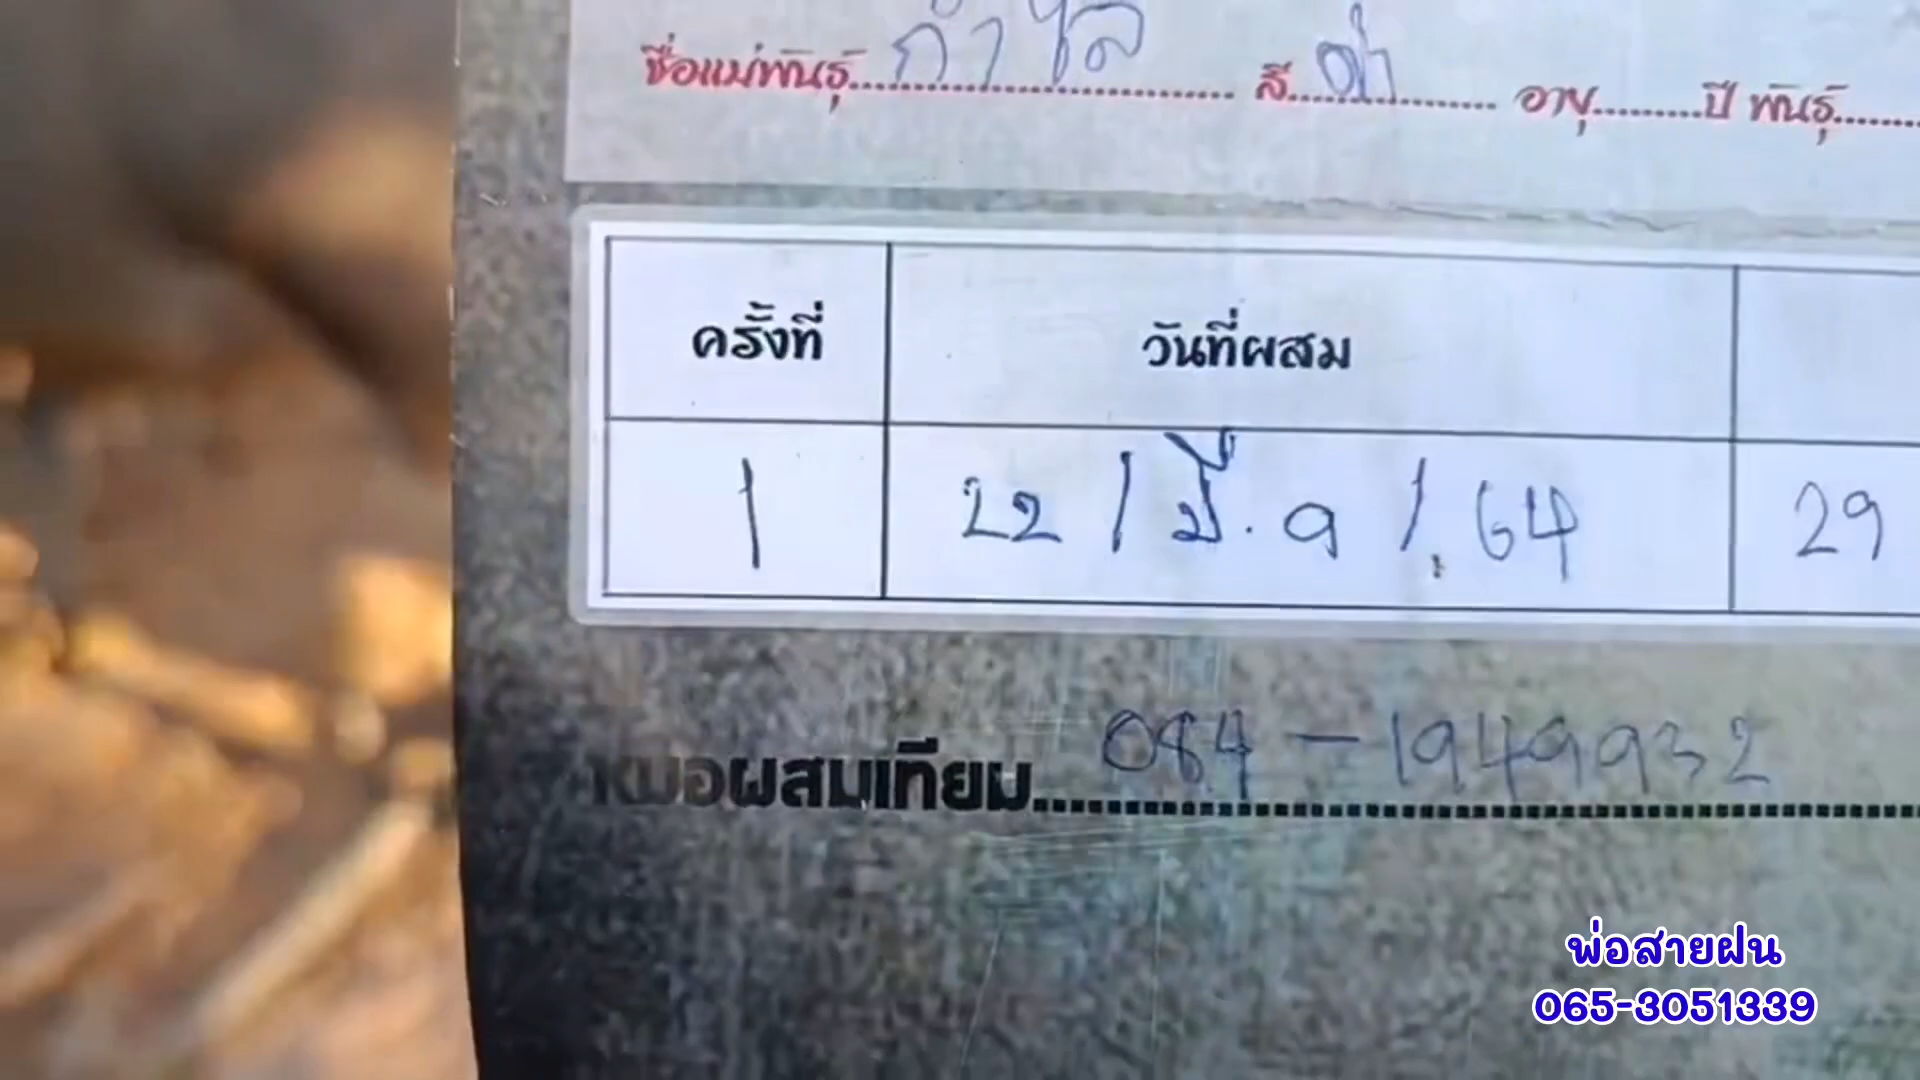 ชื่อแม่พันธุ์ กำไล สี ดำ อายุ ปี พันธุ์
ครั้งที่ วันที่ผสม
1 22 / มี.ค / 64 29
หมอผสมเทียม 084-1949932
พ่อสายฝน
065-3051339